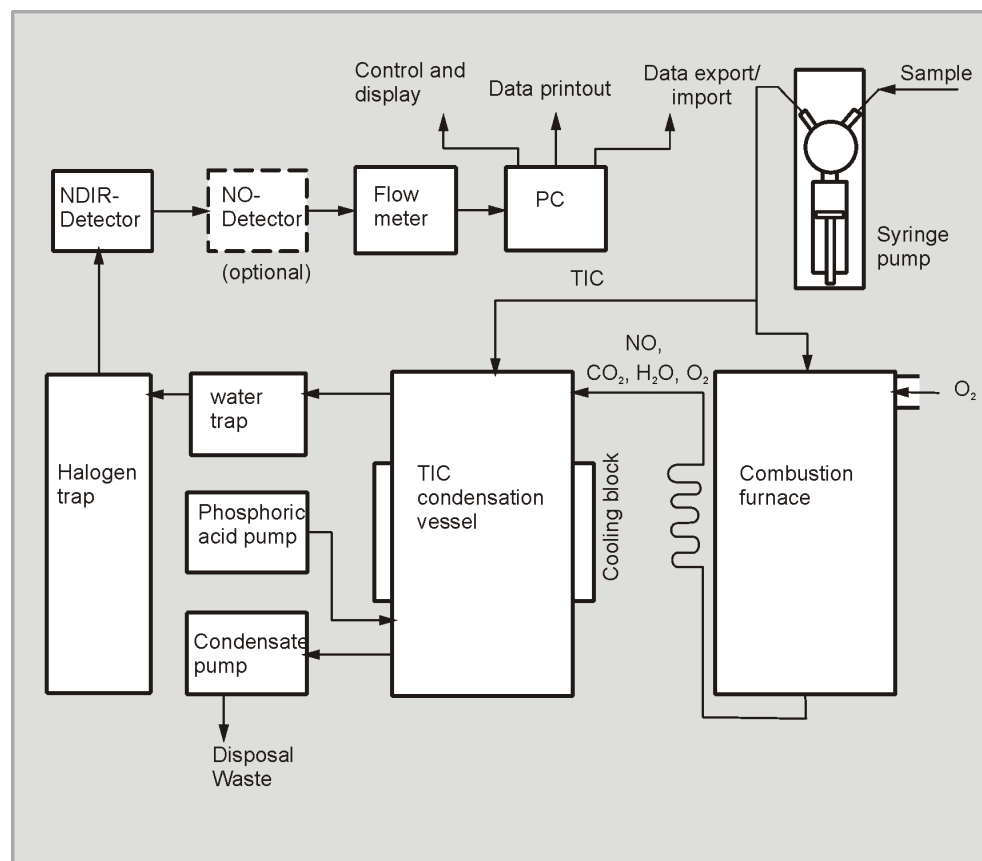 Control and
display
Data printout
Data export/
import
Sample
NDIR-
Detector
NO-
Detector
(optional)
Flow
meter
PC
Syringe
pump
TIC
NO,
CO₂, H₂O, O₂
O₂
water
trap
Halogen
trap
TIC
condensation
vessel
Cooling block
Combustion
furnace
Phosphoric
acid pump
Condensate
pump
Disposal
Waste